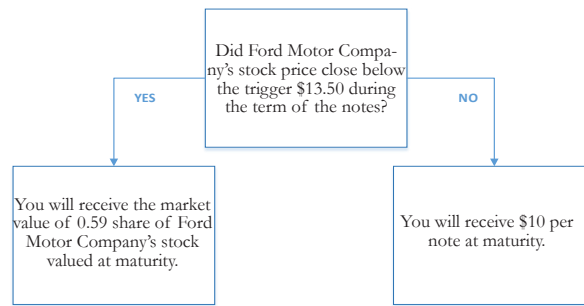 Did Ford Motor Compa-
ny's stock price close below
the trigger $13.50 during
the term of the notes?
YES
NO
You will receive the market
value of 0.59 share of Ford
Motor Company's stock
valued at maturity.
You will receive $10 per
note at maturity.